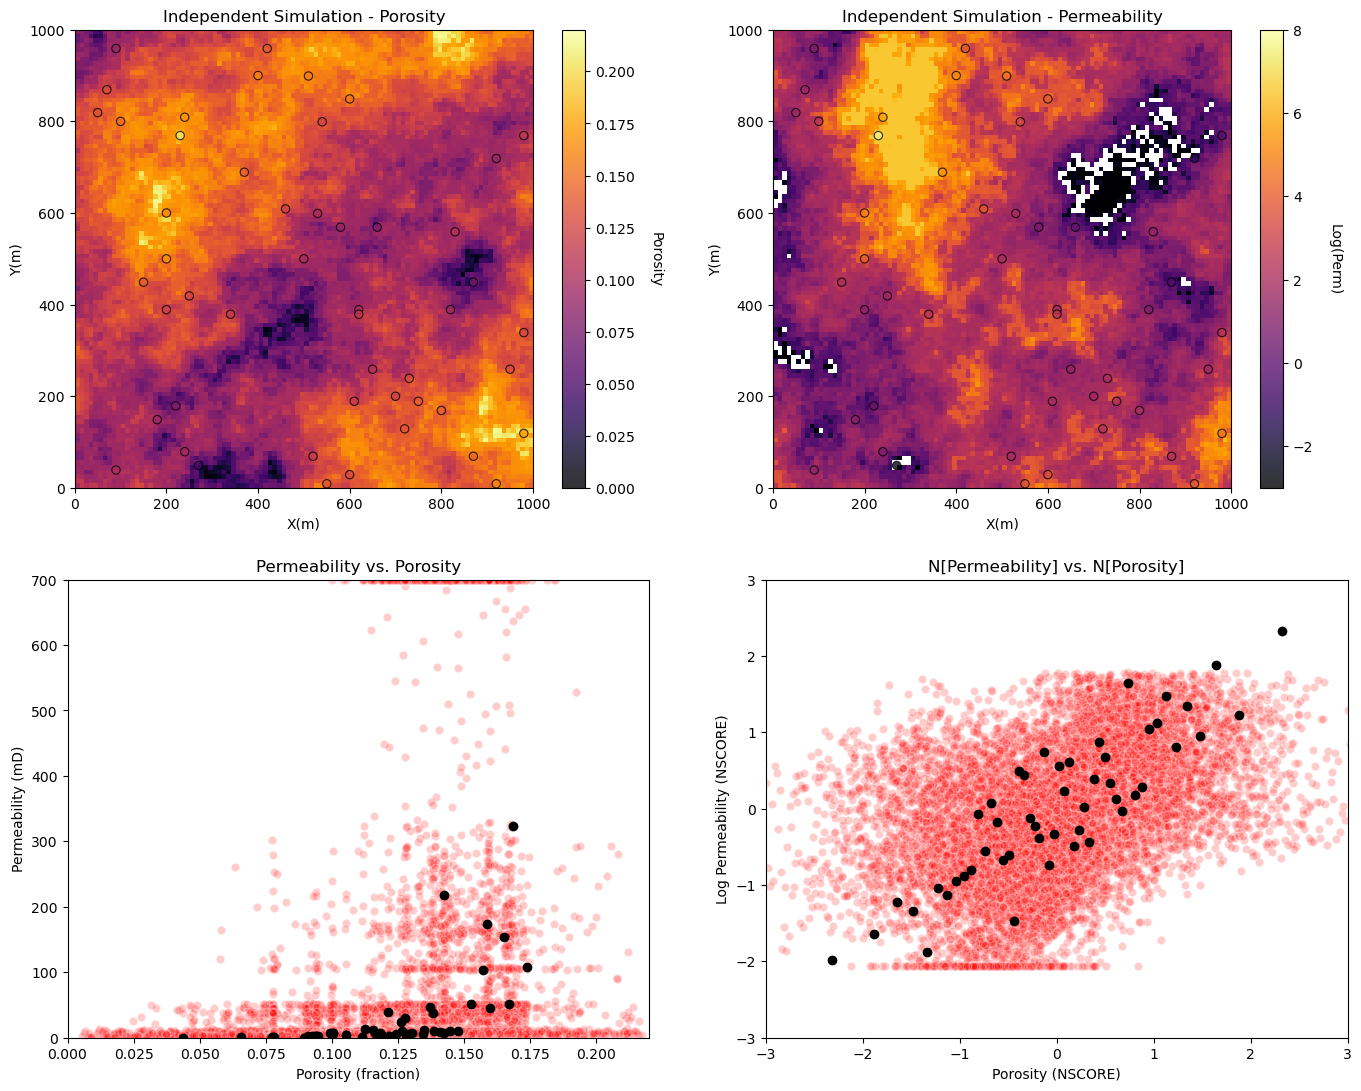 Independent Simulation - Porosity
1000
800
600
400
200
0
Y(m)
0 200 400 600 800 1000
X(m)
0.200
0.175
0.150
0.125
0.100
0.075
0.050
0.025
0.000
Porosity
Independent Simulation - Permeability
1000
800
600
400
200
0
Y(m)
0 200 400 600 800 1000
X(m)
8
6
4
2
0
−2
Log(Perm)
Permeability vs. Porosity
700
600
500
400
300
200
100
0
Permeability (mD)
0.000 0.025 0.050 0.075 0.100 0.125 0.150 0.175 0.200
Porosity (fraction)
N[Permeability] vs. N[Porosity]
3
2
1
0
−1
−2
−3
Log Permeability (NSCORE)
−3 −2 −1 0 1 2 3
Porosity (NSCORE)